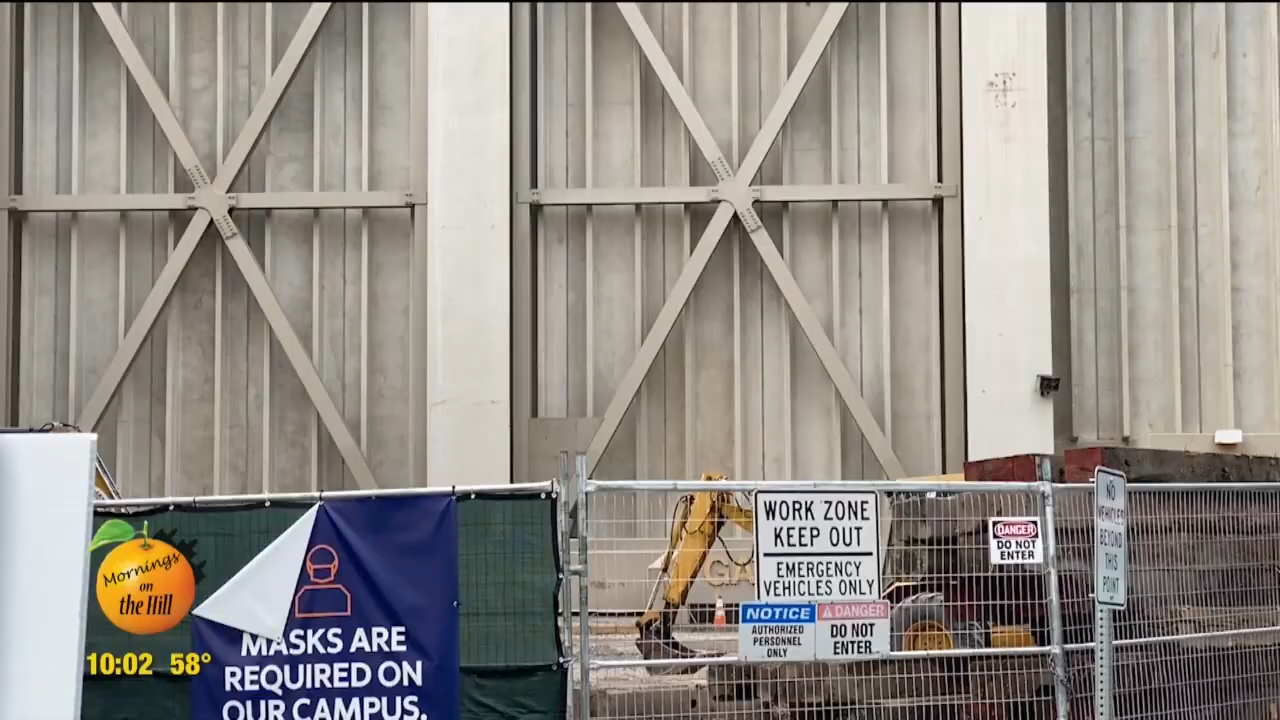 WORK ZONE
KEEP OUT
EMERGENCY
VEHICLES ONLY
NOTICE
AUTHORIZED
PERSONNEL
ONLY
DANGER
DO NOT
ENTER
DANGER
DO NOT
ENTER
NO
VEHICLES
BEYOND
THIS
POINT
GA
Mornings
on
the Hill
10:02 58°
MASKS ARE
REQUIRED ON
OUR CAMPUS.